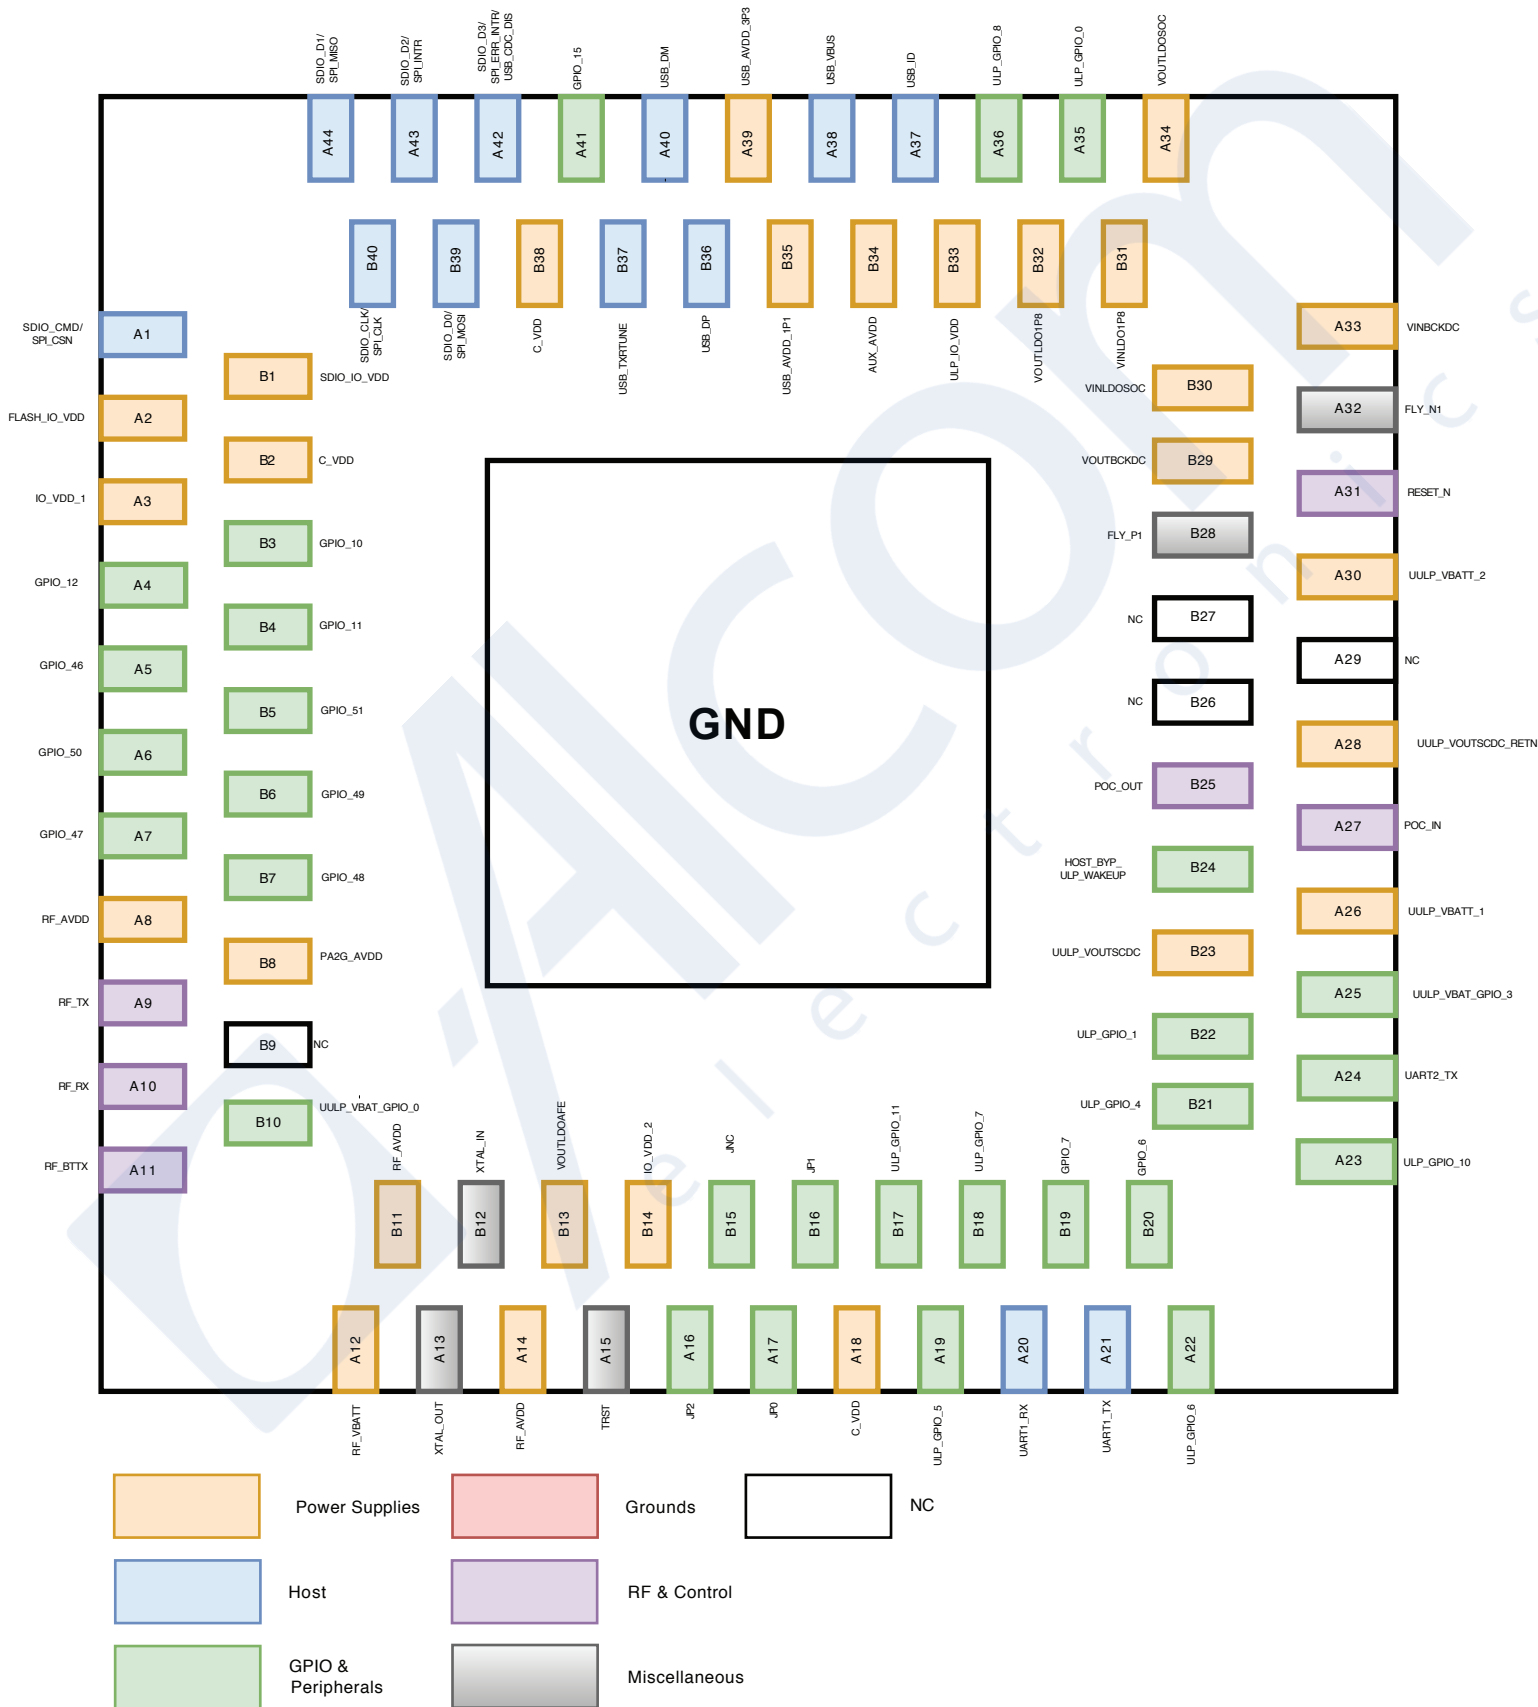 SDIO_D1/
SPI_MISO
SDIO_D2/
SPI_INTR
SDIO_D3/
SPI_ERR_INTR/
USB_CDC_DIS
GPIO_15
USB_DM
USB_AVDD_3P3
USB_VBUS
USB_ID
ULP_GPIO_8
ULP_GPIO_0
VOUTLDOSOC
A44
A43
A42
A41
A40
A39
A38
A37
A36
A35
A34
B40
B39
B38
B37
B36
B35
B34
B33
B32
B31
SDIO_CLK/
SPI_CLK
SDIO_D0/
SPI_MOSI
C_VDD
USB_TXRTUNE
USB_DP
USB_AVDD_1P1
AUX_AVDD
ULP_IO_VDD
VOUTLDO1P8
VINLDO1P8
SDIO_CMD/
SPI_CSN
A1
B1
SDIO_IO_VDD
FLASH_IO_VDD
A2
B2
C_VDD
IO_VDD_1
A3
B3
GPIO_10
GPIO_12
A4
B4
GPIO_11
GPIO_46
A5
B5
GPIO_51
GPIO_50
A6
B6
GPIO_49
GPIO_47
A7
B7
GPIO_48
RF_AVDD
A8
B8
PA2G_AVDD
RF_TX
A9
B9
NC
RF_RX
A10
B10
UULP_VBAT_GPIO_0
RF_BTTX
A11
GND
A33
VINBCKDC
VINLDOSOC
B30
A32
FLY_N1
VOUTBCKDC
B29
A31
RESET_N
FLY_P1
B28
A30
UULP_VBATT_2
NC
B27
A29
NC
NC
B26
A28
UULP_VOUTSCDC_RETN
POC_OUT
B25
A27
POC_IN
HOST_BYP_
ULP_WAKEUP
B24
A26
UULP_VBATT_1
UULP_VOUTSCDC
B23
A25
UULP_VBAT_GPIO_3
ULP_GPIO_1
B22
A24
UART2_TX
ULP_GPIO_4
B21
A23
ULP_GPIO_10
RF_AVDD
XTAL_IN
VOUTLDOAFE
IO_VDD_2
JNC
JP1
ULP_GPIO_11
ULP_GPIO_7
GPIO_7
GPIO_6
B11
B12
B13
B14
B15
B16
B17
B18
B19
B20
A12
A13
A14
A15
A16
A17
A18
A19
A20
A21
A22
RF_VBATT
XTAL_OUT
RF_AVDD
TRST
JP2
JP0
C_VDD
ULP_GPIO_5
UART1_RX
UART1_TX
ULP_GPIO_6
Power Supplies
Grounds
NC
Host
RF & Control
GPIO &
Peripherals
Miscellaneous